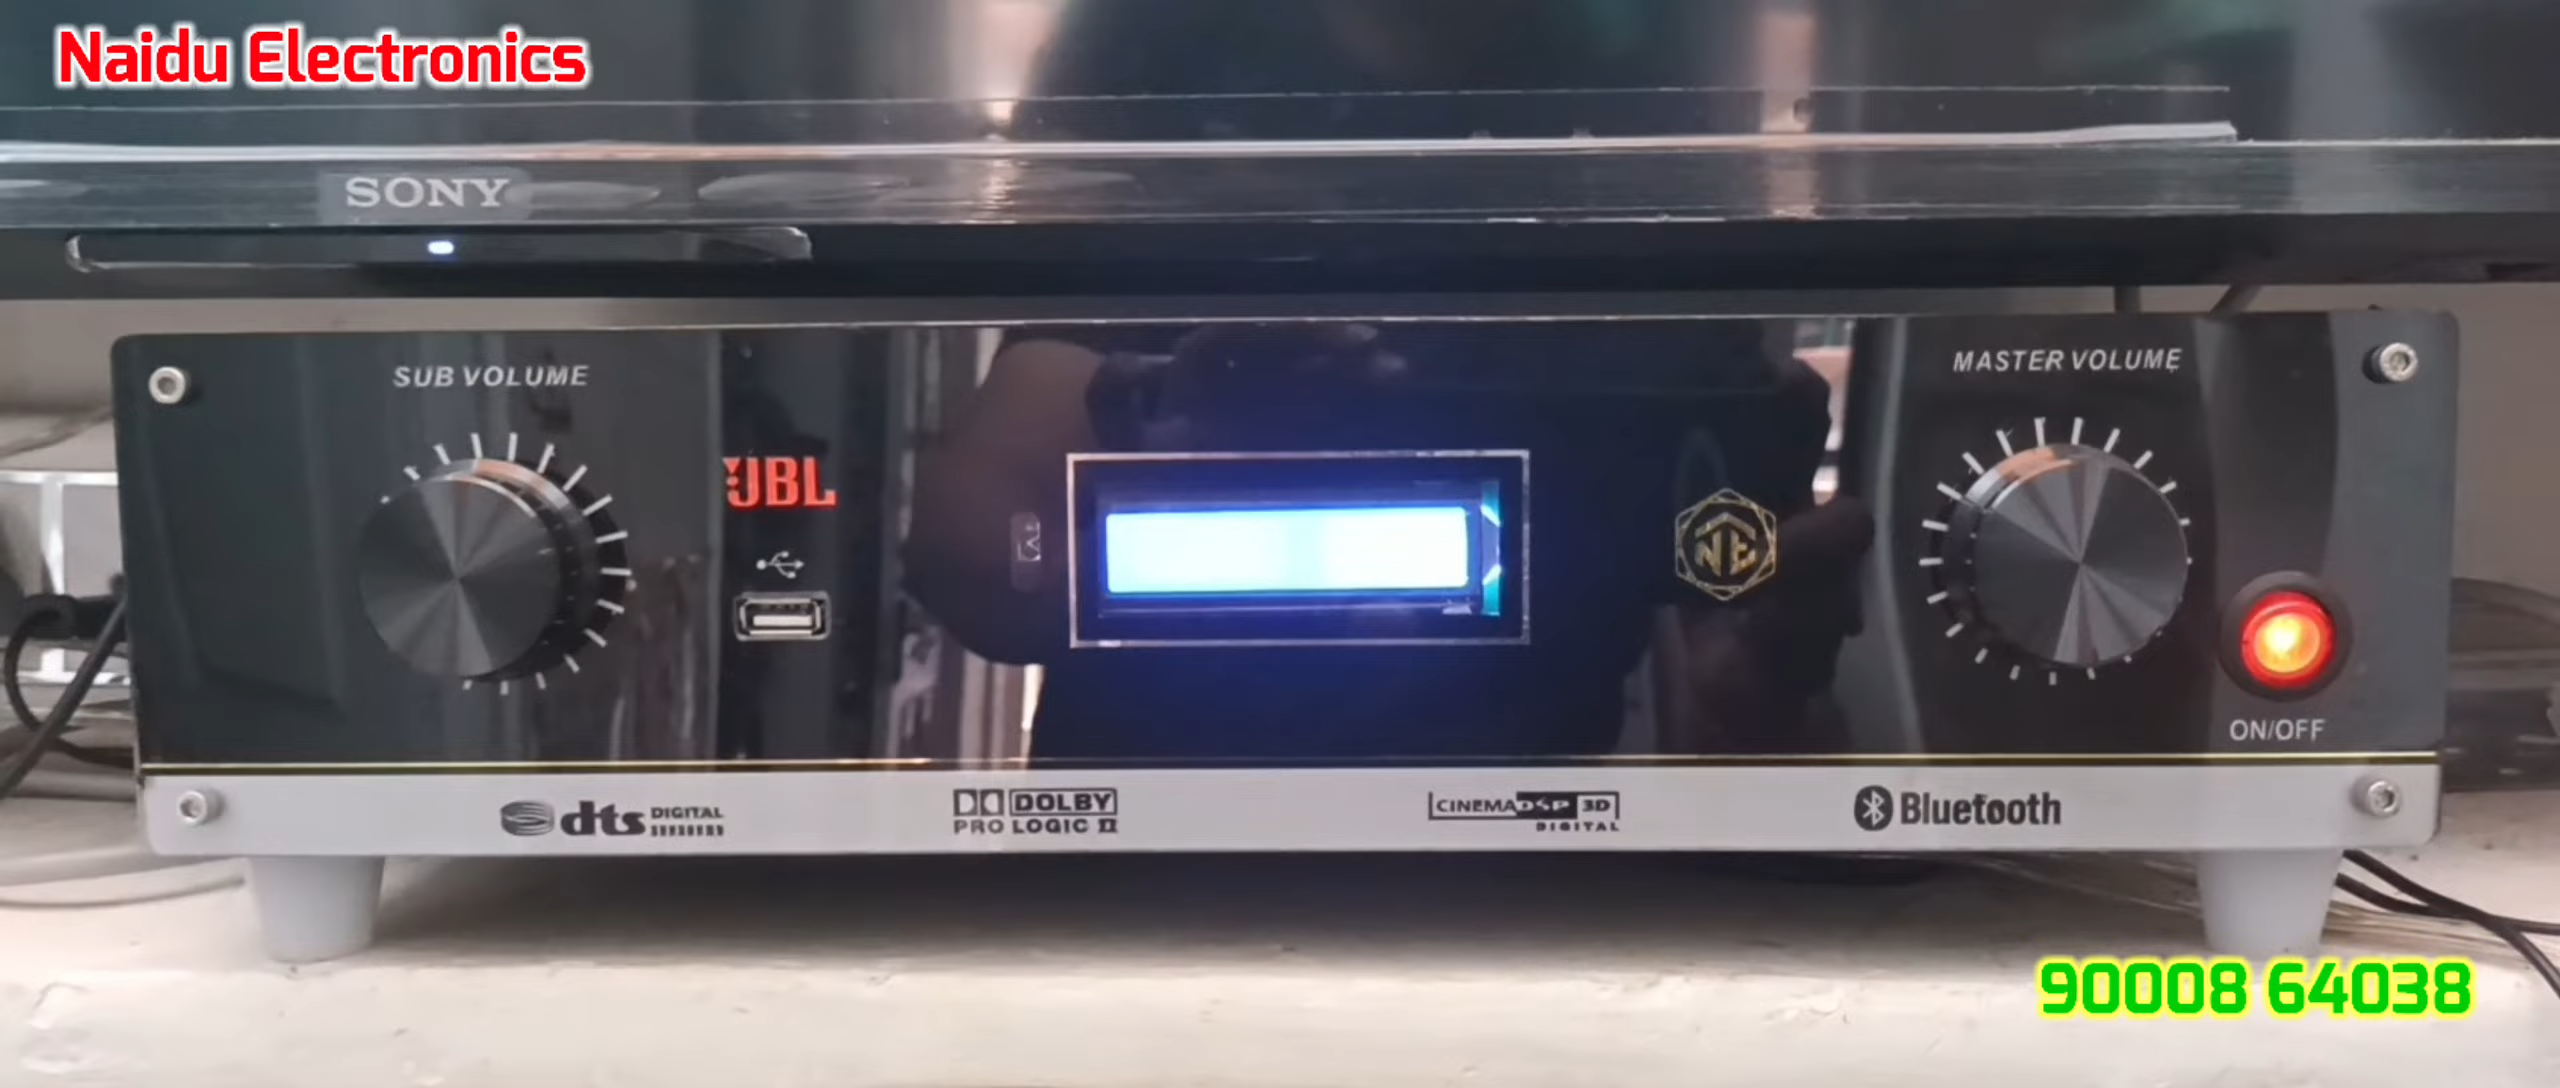 Naidu Electronics
SONY
SUB VOLUME
MASTER VOLUME
JBL
NE
ON/OFF
dts DIGITAL
DOLBY
PRO LOGIC II
CINEMA DSP 3D
DIGITAL
Bluetooth
90008 64038